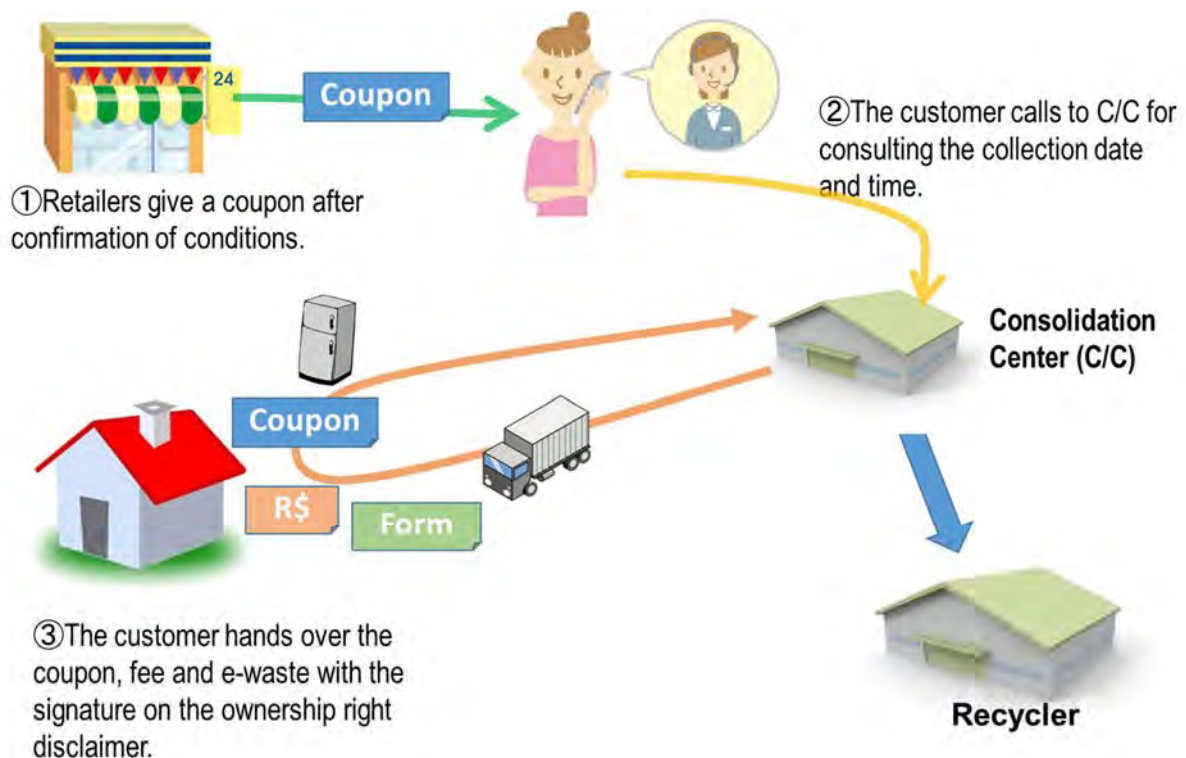 24
Coupon
①Retailers give a coupon after
confirmation of conditions.
②The customer calls to C/C for
consulting the collection date
and time.
Consolidation
Center (C/C)
Coupon
R$
Form
③The customer hands over the
coupon, fee and e-waste with the
signature on the ownership right
disclaimer.
Recycler